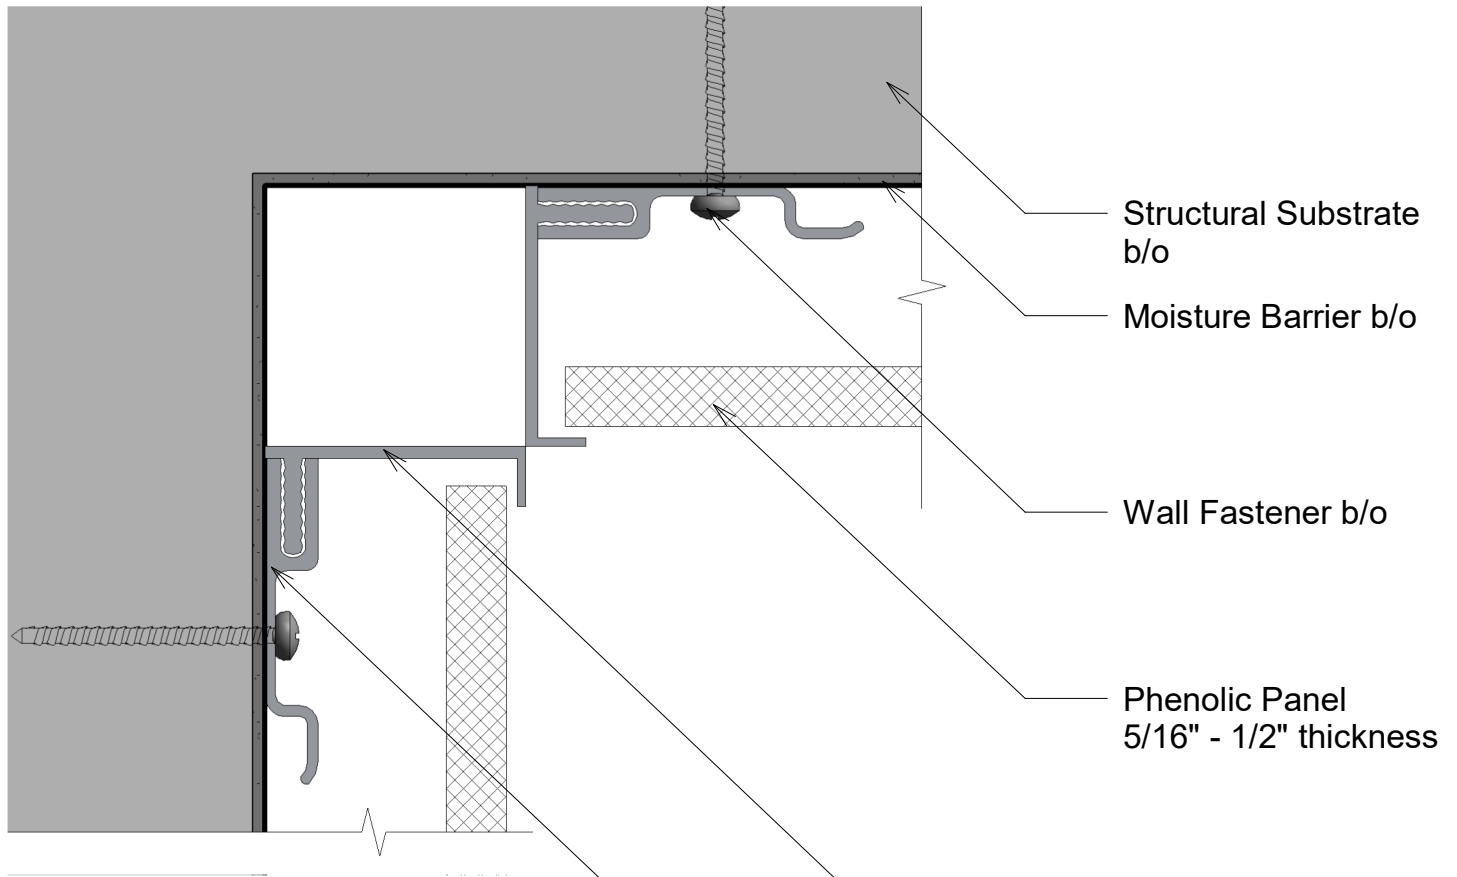 Structural Substrate
b/o
Moisture Barrier b/o
Wall Fastener b/o
Phenolic Panel
5/16" - 1/2" thickness